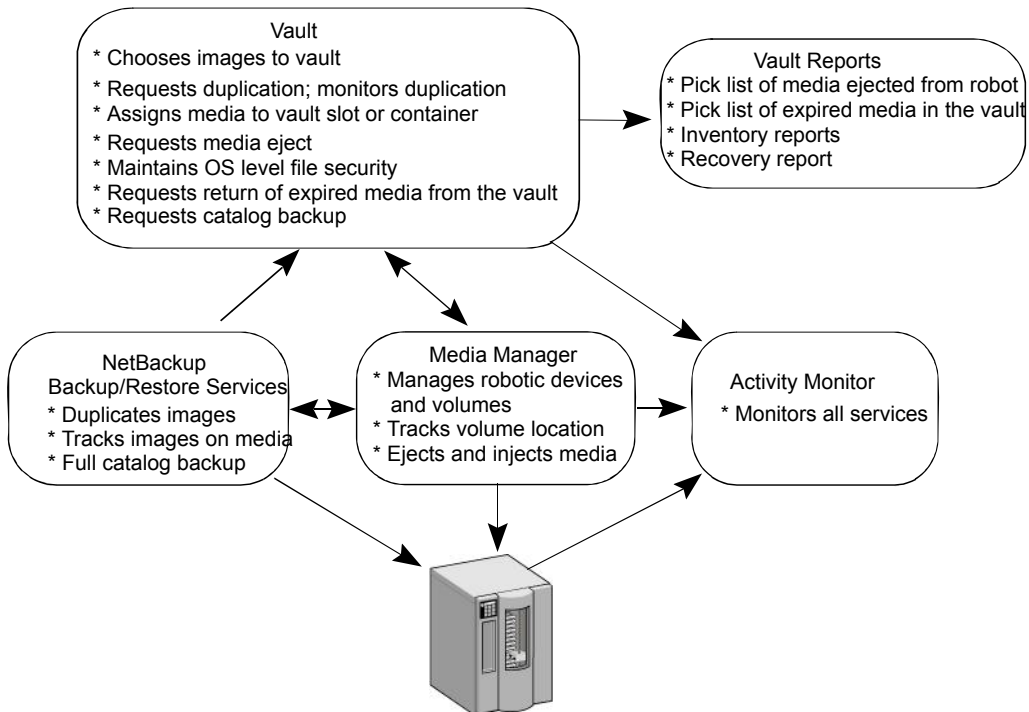 Vault
* Chooses images to vault
* Requests duplication; monitors duplication
* Assigns media to vault slot or container
* Requests media eject
* Maintains OS level file security
* Requests return of expired media from the vault
* Requests catalog backup
Vault Reports
* Pick list of media ejected from robot
* Pick list of expired media in the vault
* Inventory reports
* Recovery report
NetBackup
Backup/Restore Services
* Duplicates images
* Tracks images on media
* Full catalog backup
Media Manager
* Manages robotic devices
and volumes
* Tracks volume location
* Ejects and injects media
Activity Monitor
* Monitors all services